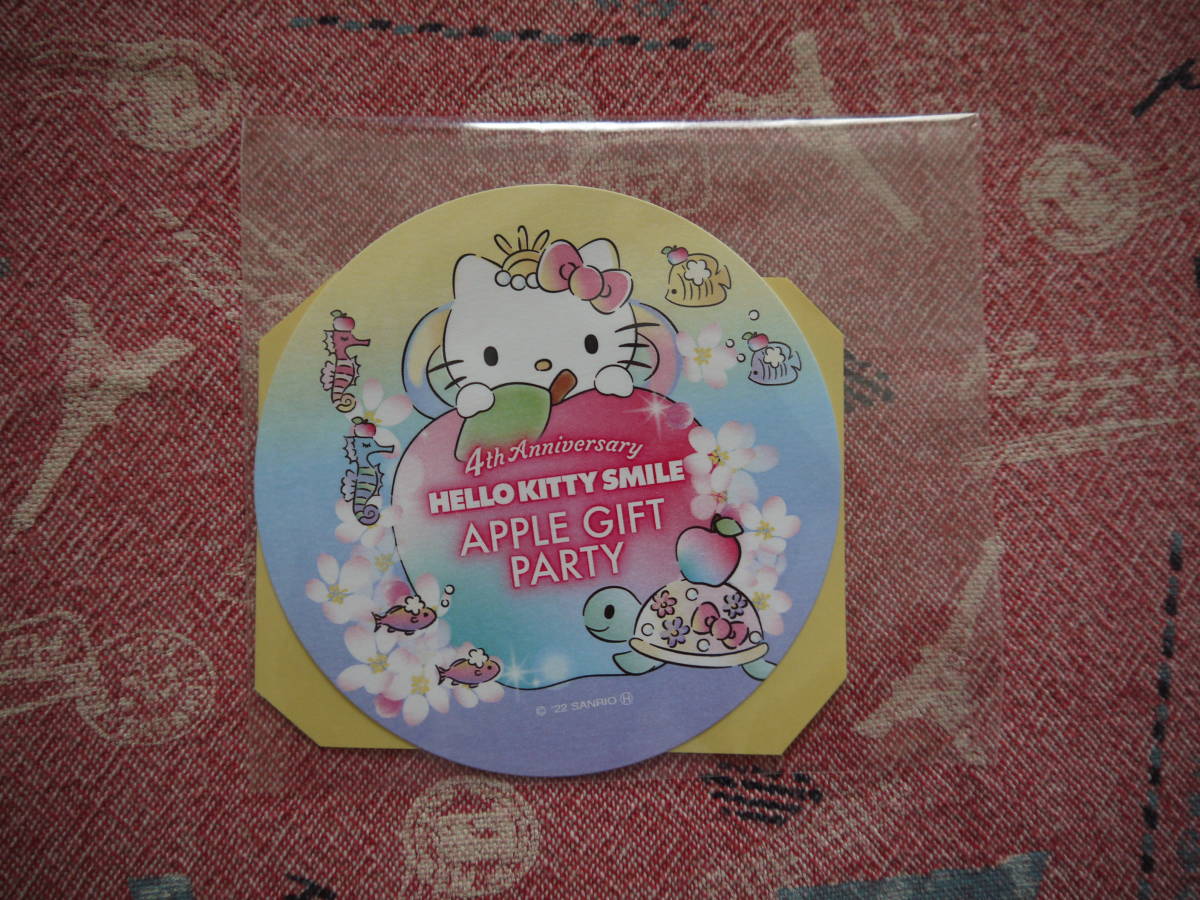 4th Anniversary
HELLO KITTY SMILE
APPLE GIFT
PARTY
© '22 SANRIO Ⓗ